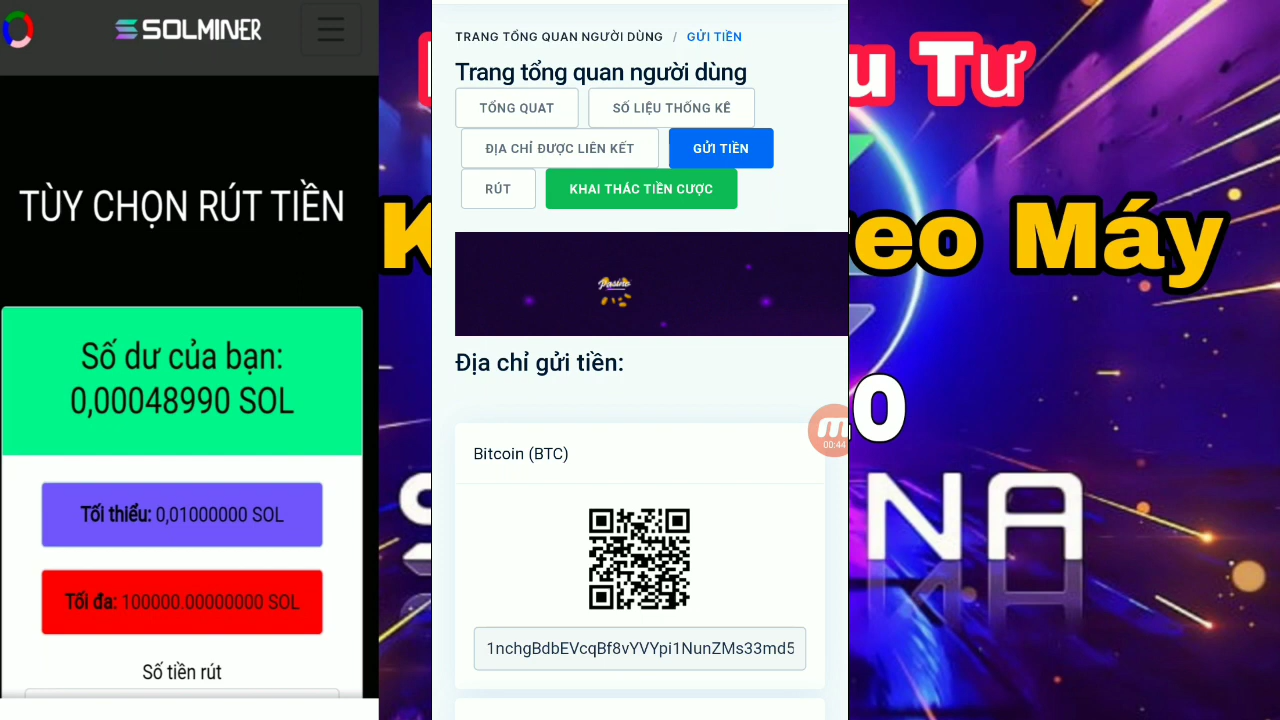 SOLMINER
TÙY CHỌN RÚT TIỀN
Số dư của bạn:
0,00048990 SOL
Tối thiểu: 0,01000000 SOL
Tối đa: 100000.00000000 SOL
Số tiền rút
TRANG TỔNG QUAN NGƯỜI DÙNG / GỬI TIỀN
Trang tổng quan người dùng
TỔNG QUAT
SỐ LIỆU THỐNG KÊ
ĐỊA CHỈ ĐƯỢC LIÊN KẾT
GỬI TIỀN
RÚT
KHAI THÁC TIỀN CƯỢC
Pasino
Địa chỉ gửi tiền:
Bitcoin (BTC)
1nchgBdbEVcqBf8vYVYpi1NunZMs33md5
00:44
u Tư
K
eo Máy
0
NA